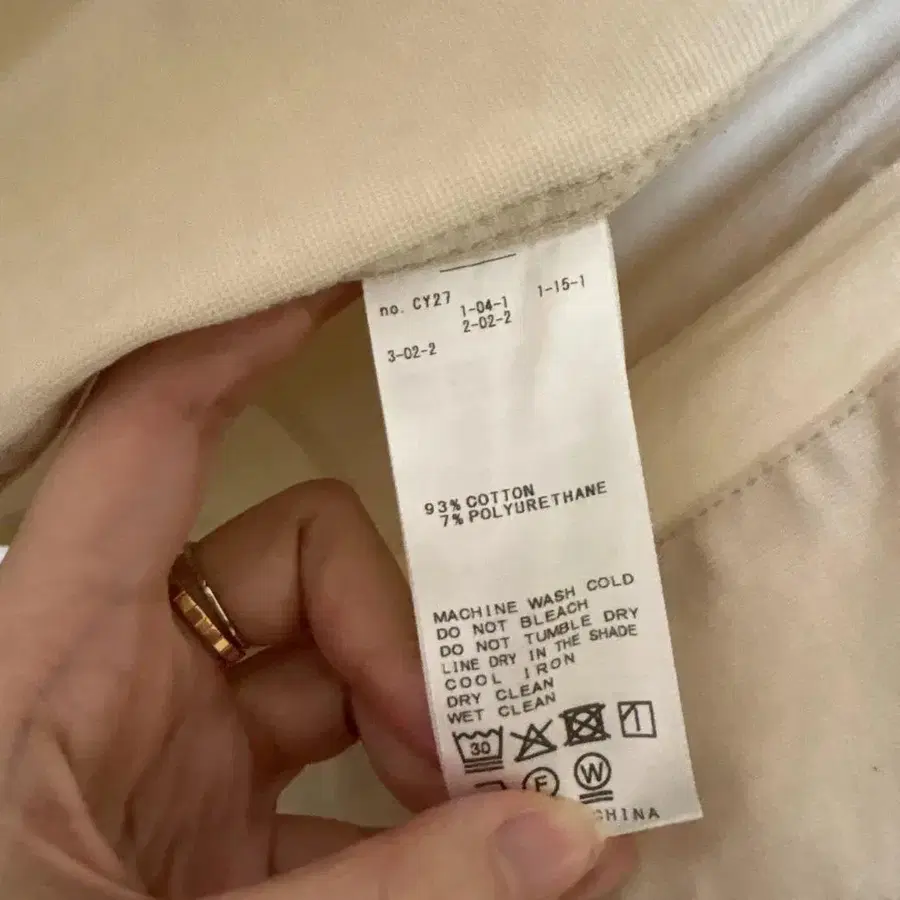 no. CY27 1-04-1 1-15-1
2-02-2
3-02-2
93% COTTON
7% POLYURETHANE
MACHINE WASH COLD
DO NOT BLEACH
DO NOT TUMBLE DRY
LINE DRY IN THE SHADE
COOL IRON
DRY CLEAN
WET CLEAN
30
F W
CHINA